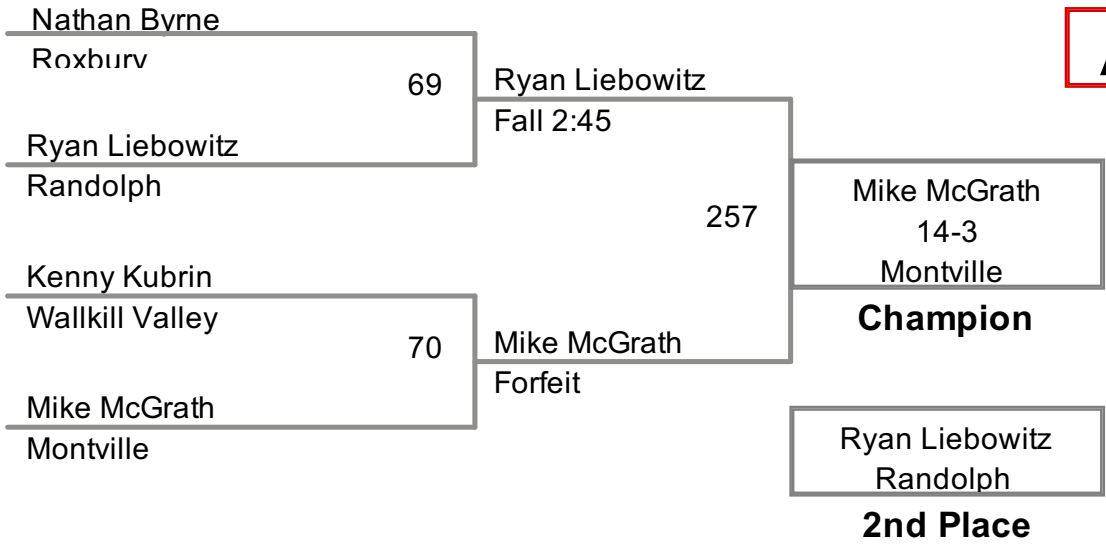 Nathan Byrne
Roxbury
69
Ryan Liebowitz
Fall 2:45
Ryan Liebowitz
Randolph
257
Mike McGrath
14-3
Montville
Champion
Kenny Kubrin
Wallkill Valley
70
Mike McGrath
Forfeit
Mike McGrath
Montville
Ryan Liebowitz
Randolph
2nd Place